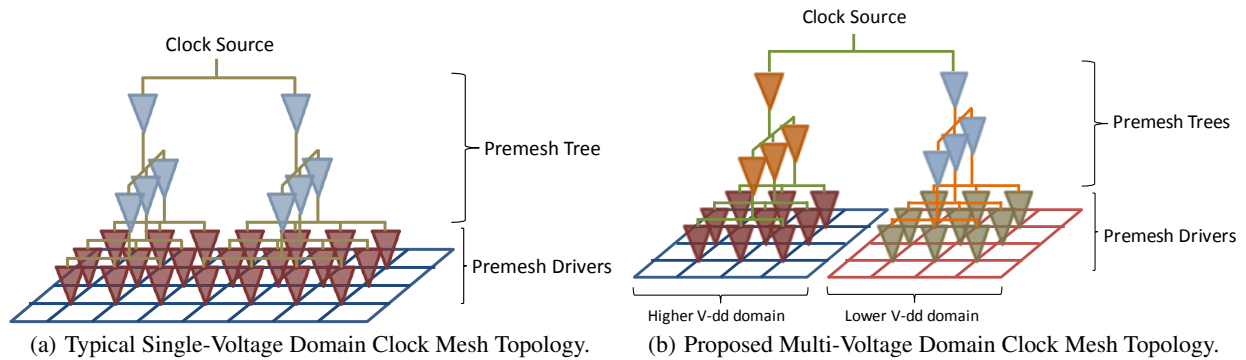 Clock Source
Premesh Tree
Premesh Drivers
(a) Typical Single-Voltage Domain Clock Mesh Topology.
Clock Source
Premesh Trees
Premesh Drivers
Higher V-dd domain
Lower V-dd domain
(b) Proposed Multi-Voltage Domain Clock Mesh Topology.